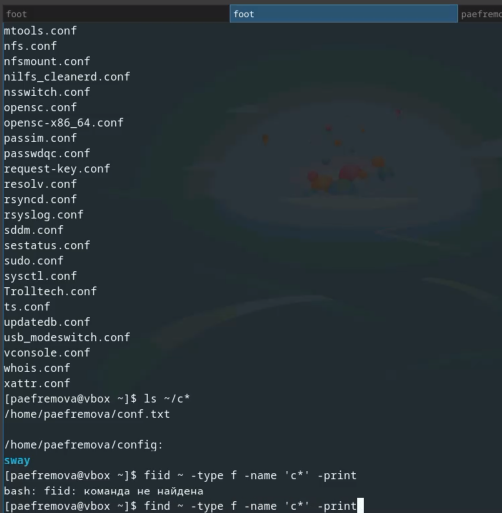 foot
foot
paefremo
mtools.conf
nfs.conf
nfsmount.conf
nilfs_cleanerd.conf
nsswitch.conf
opensc.conf
opensc-x86_64.conf
passim.conf
passwdqc.conf
request-key.conf
resolv.conf
rsyncd.conf
rsyslog.conf
sddm.conf
sestatus.conf
sudo.conf
sysctl.conf
Trolltech.conf
ts.conf
updatedb.conf
usb_modeswitch.conf
vconsole.conf
whois.conf
xattr.conf
[paefremova@vbox ~]$ ls ~/c*
/home/paefremova/conf.txt
/home/paefremova/config:
sway
[paefremova@vbox ~]$ fiid ~ -type f -name 'c*' -print
bash: fiid: команда не найдена
[paefremova@vbox ~]$ find ~ -type f -name 'c*' -print